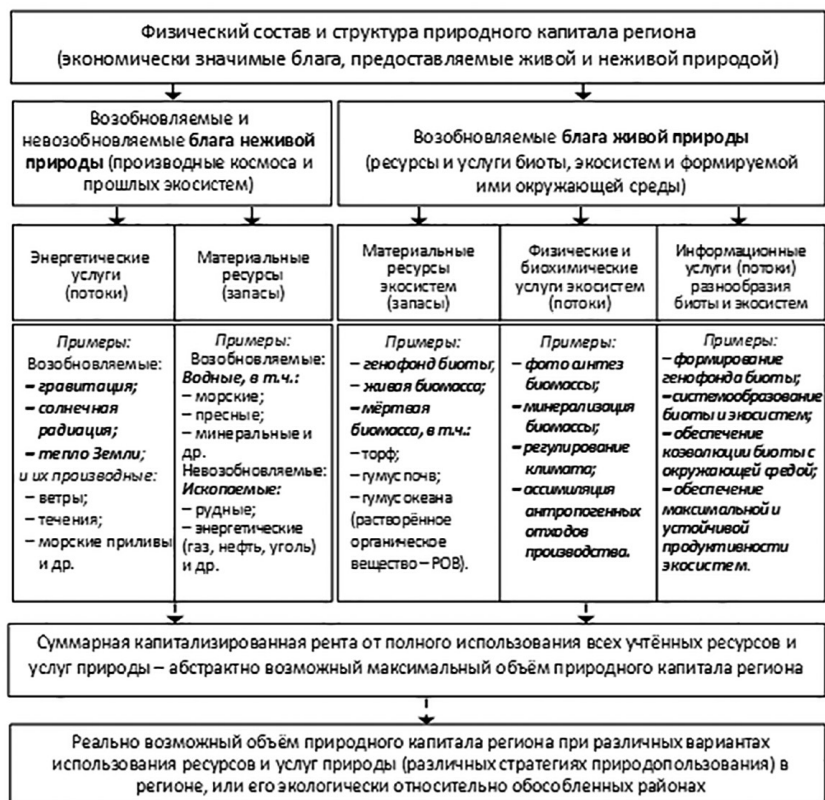 Физический состав и структура природного капитала региона
(экономически значимые блага, предоставляемые живой и неживой природой)
Возобновляемые и
невозобновляемые блага неживой
природы (производные космоса и
прошлых экосистем)
Возобновляемые блага живой природы
(ресурсы и услуги биоты, экосистем и формируемой
ими окружающей среды)
Энергетические
услуги
(потоки)
Материальные
ресурсы
(запасы)
Материальные
ресурсы
экосистем
(запасы)
Физические и
биохимические
услуги экосистем
(потоки)
Информационные
услуги (потоки)
разнообразия
биоты и экосистем
Примеры:
Возобновляемые:
– гравитация;
– солнечная
радиация;
– тепло Земли;
и их производные:
– ветры;
– течения;
– морские приливы
и др.
Примеры:
Возобновляемые:
Водные, в т.ч.:
– морские;
– пресные;
– минеральные и
др.
Невозобновляемые:
Ископаемые:
– рудные;
– энергетические
(газ, нефть, уголь)
и др.
Примеры:
– генофонд биоты;
– живая биомасса;
– мёртвая
биомасса, в т.ч.:
– торф;
– гумус почв;
– гумус океана
(растворённое
органическое
вещество – РОВ).
Примеры:
– фотосинтез
биомассы;
– минерализация
биомассы;
– регулирование
климата;
– ассимиляция
антропогенных
отходов
производства.
Примеры:
– формирование
генофонда биоты;
– системообразование
биоты и экосистем;
– обеспечение
коэволюции биоты с
окружающей средой;
– обеспечение
максимальной и
устойчивой
продуктивности
экосистем.
Суммарная капитализированная рента от полного использования всех учтённых ресурсов и
услуг природы – абстрактно возможный максимальный объём природного капитала региона
Реально возможный объём природного капитала региона при различных вариантах
использования ресурсов и услуг природы (различных стратегиях природопользования) в
регионе, или его экологически относительно обособленных районах